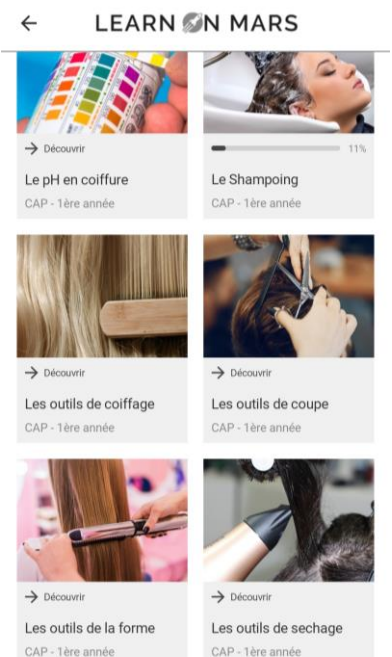 LEARN ON MARS
Découvrir
Le pH en coiffure
CAP - 1ère année
11%
Le Shampoing
CAP - 1ère année
Découvrir
Les outils de coiffage
CAP - 1ère année
Découvrir
Les outils de coupe
CAP - 1ère année
Découvrir
Les outils de la forme
CAP - 1ère année
Découvrir
Les outils de sechage
CAP - 1ère année